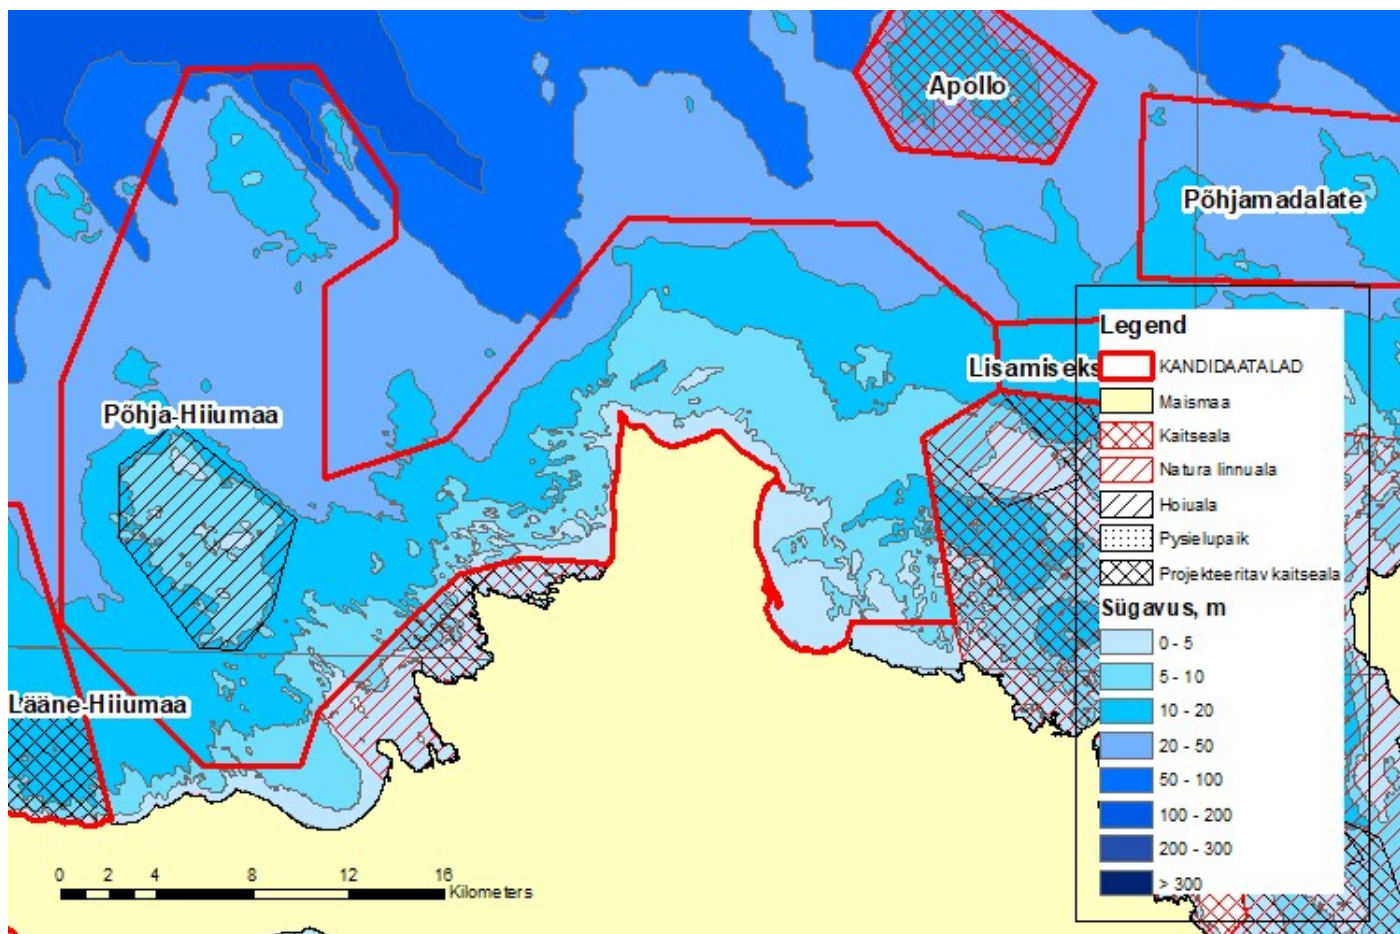 Apollo
Põhjamadalate
Põhja-Hiiumaa
Lisamiseks
Lääne-Hiiumaa
Legend
KANDIDAATALAD
Maismaa
Kaitseala
Natura linnuala
Hoiuala
Pysielupaik
Projekteeritav kaitseala
Sügavus, m
0 - 5
5 - 10
10 - 20
20 - 50
50 - 100
100 - 200
200 - 300
> 300
0 2 4 8 12 16
Kilometers